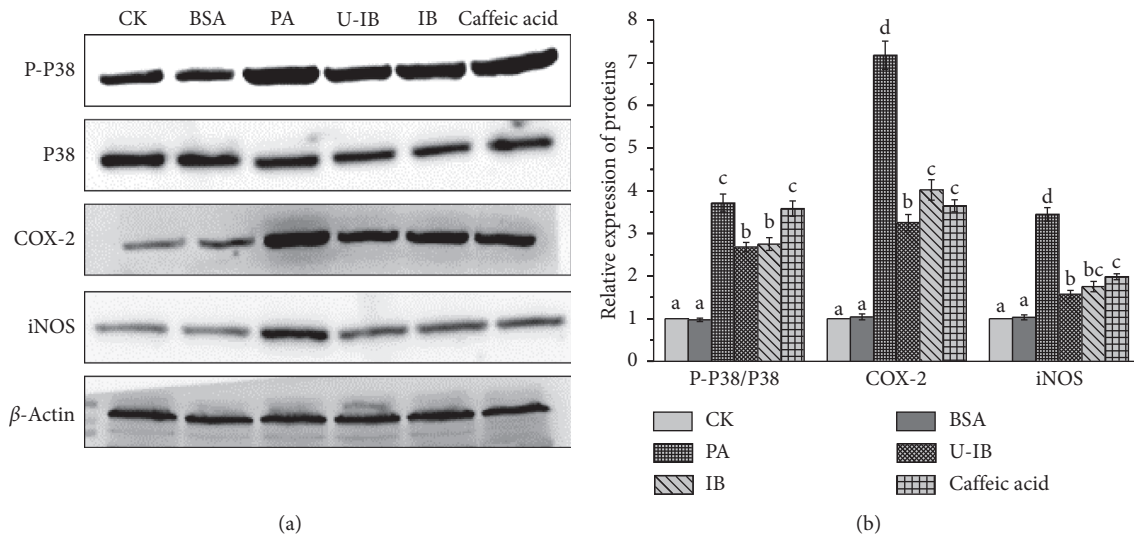 CK BSA PA U-IB IB Caffeic acid
P-P38
P38
COX-2
iNOS
β-Actin
(a)
Relative expression of proteins
8
7
6
5
4
3
2
1
0
a a c b b c
a a d b c c
a a d b bc c
P-P38/P38 COX-2 iNOS
CK BSA
PA U-IB
IB Caffeic acid
(b)